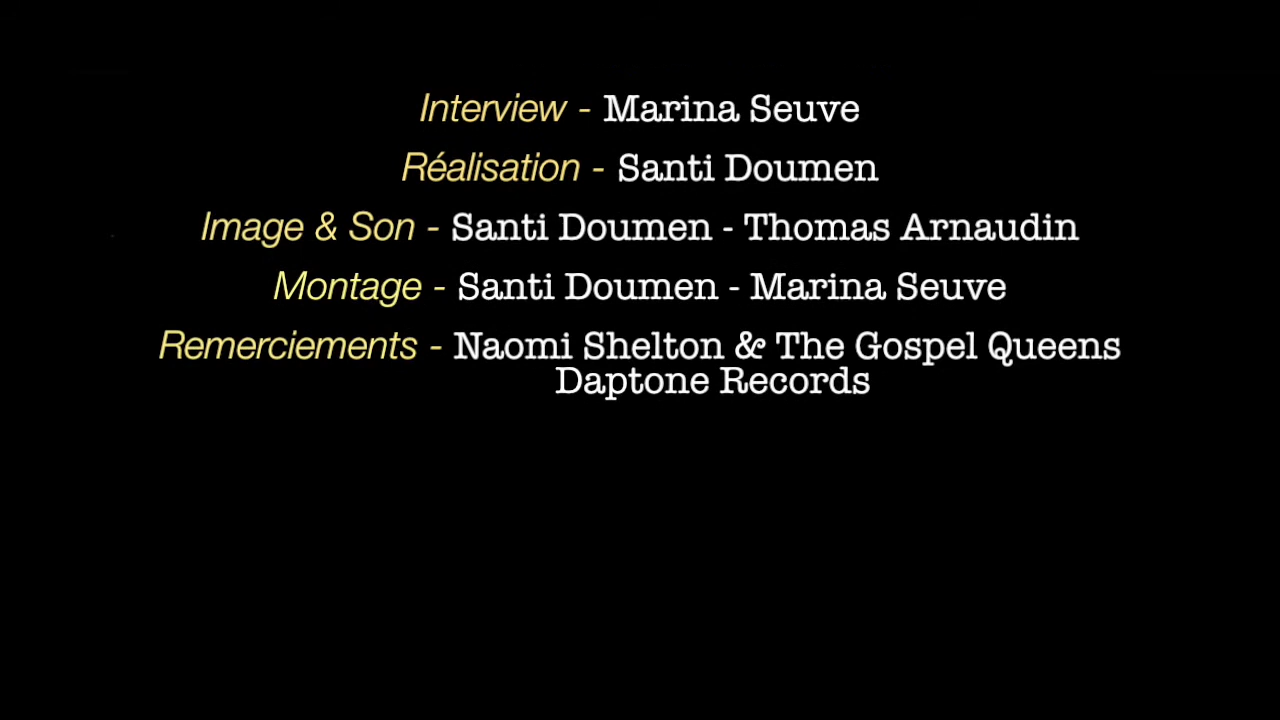 Interview - Marina Seuve
Réalisation - Santi Doumen
Image & Son - Santi Doumen - Thomas Arnaudin
Montage - Santi Doumen - Marina Seuve
Remerciements - Naomi Shelton & The Gospel Queens
Daptone Records